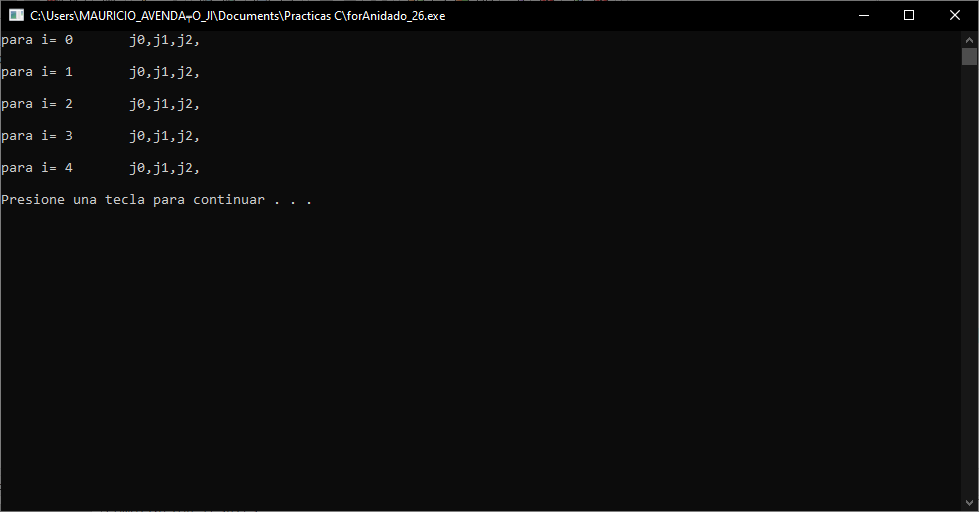 C:\Users\MAURICIO_AVENDA╤O_JI\Documents\Practicas C\forAnidado_26.exe
para i= 0       j0,j1,j2,
para i= 1       j0,j1,j2,
para i= 2       j0,j1,j2,
para i= 3       j0,j1,j2,
para i= 4       j0,j1,j2,
Presione una tecla para continuar . . .